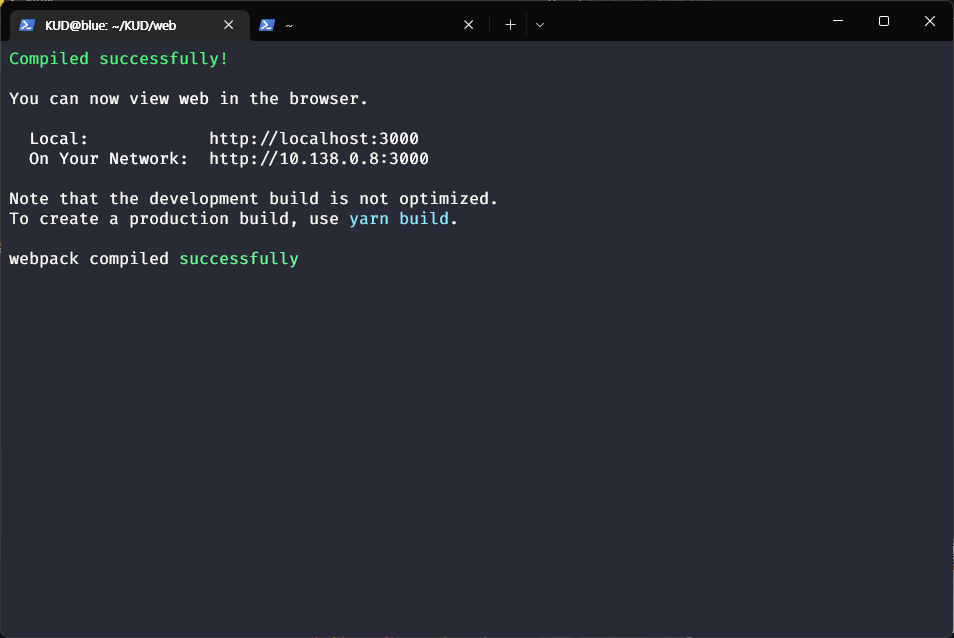 KUD@blue: ~/KUD/web
~
Compiled successfully!
You can now view web in the browser.
Local: http://localhost:3000
On Your Network: http://10.138.0.8:3000
Note that the development build is not optimized.
To create a production build, use yarn build.
webpack compiled successfully